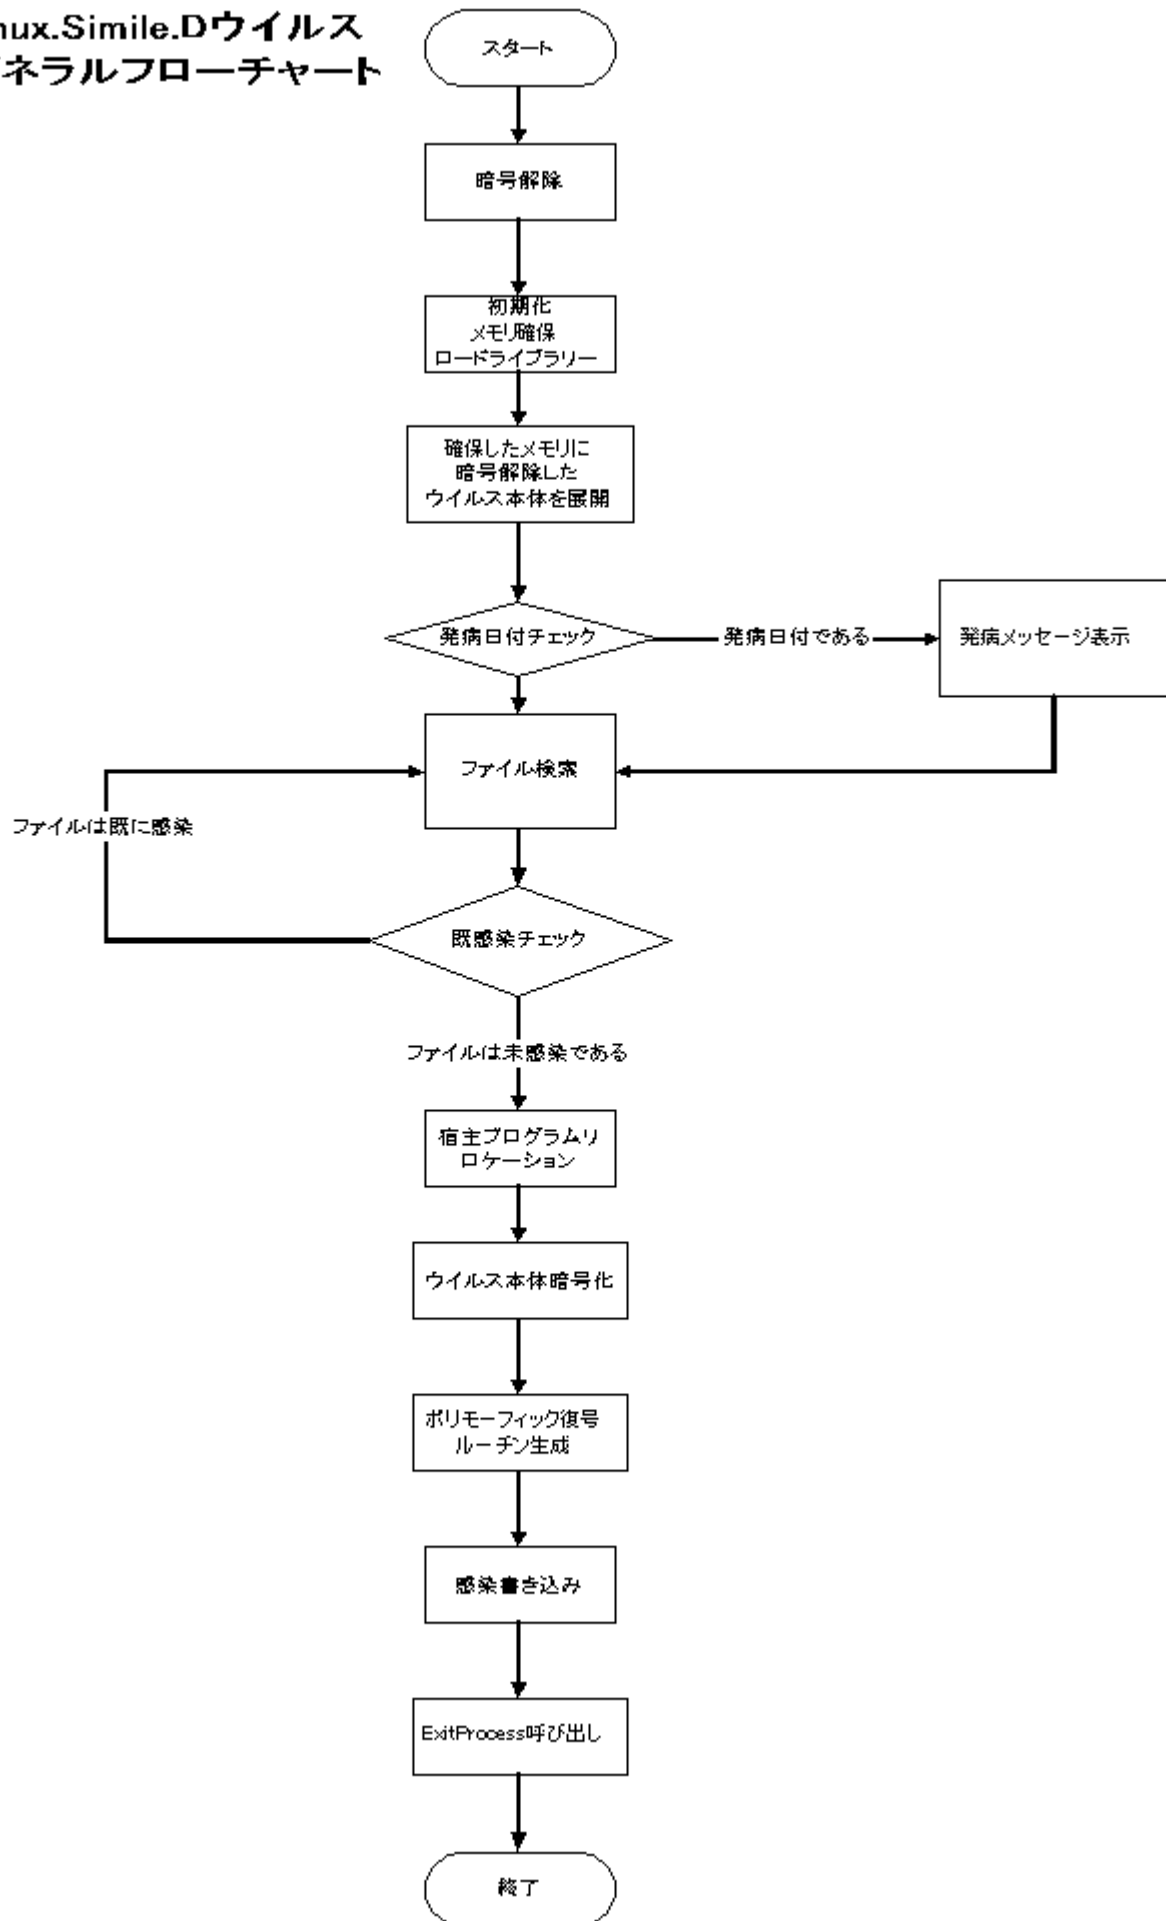 nux.Simile.Dウイルス
ネラルフローチャート
スタート
暗号解除
初期化
メモリ確保
ロードライブラリー
確保したメモリに
暗号解除した
ウイルス本体を展開
発病日付チェック
発病日付である
発病メッセージ表示
ファイル検索
ファイルは既に感染
既感染チェック
ファイルは未感染である
宿主プログラムリ
ロケーション
ウイルス本体暗号化
ポリモーフィック復号
ルーチン生成
感染書き込み
ExitProcess呼び出し
終了